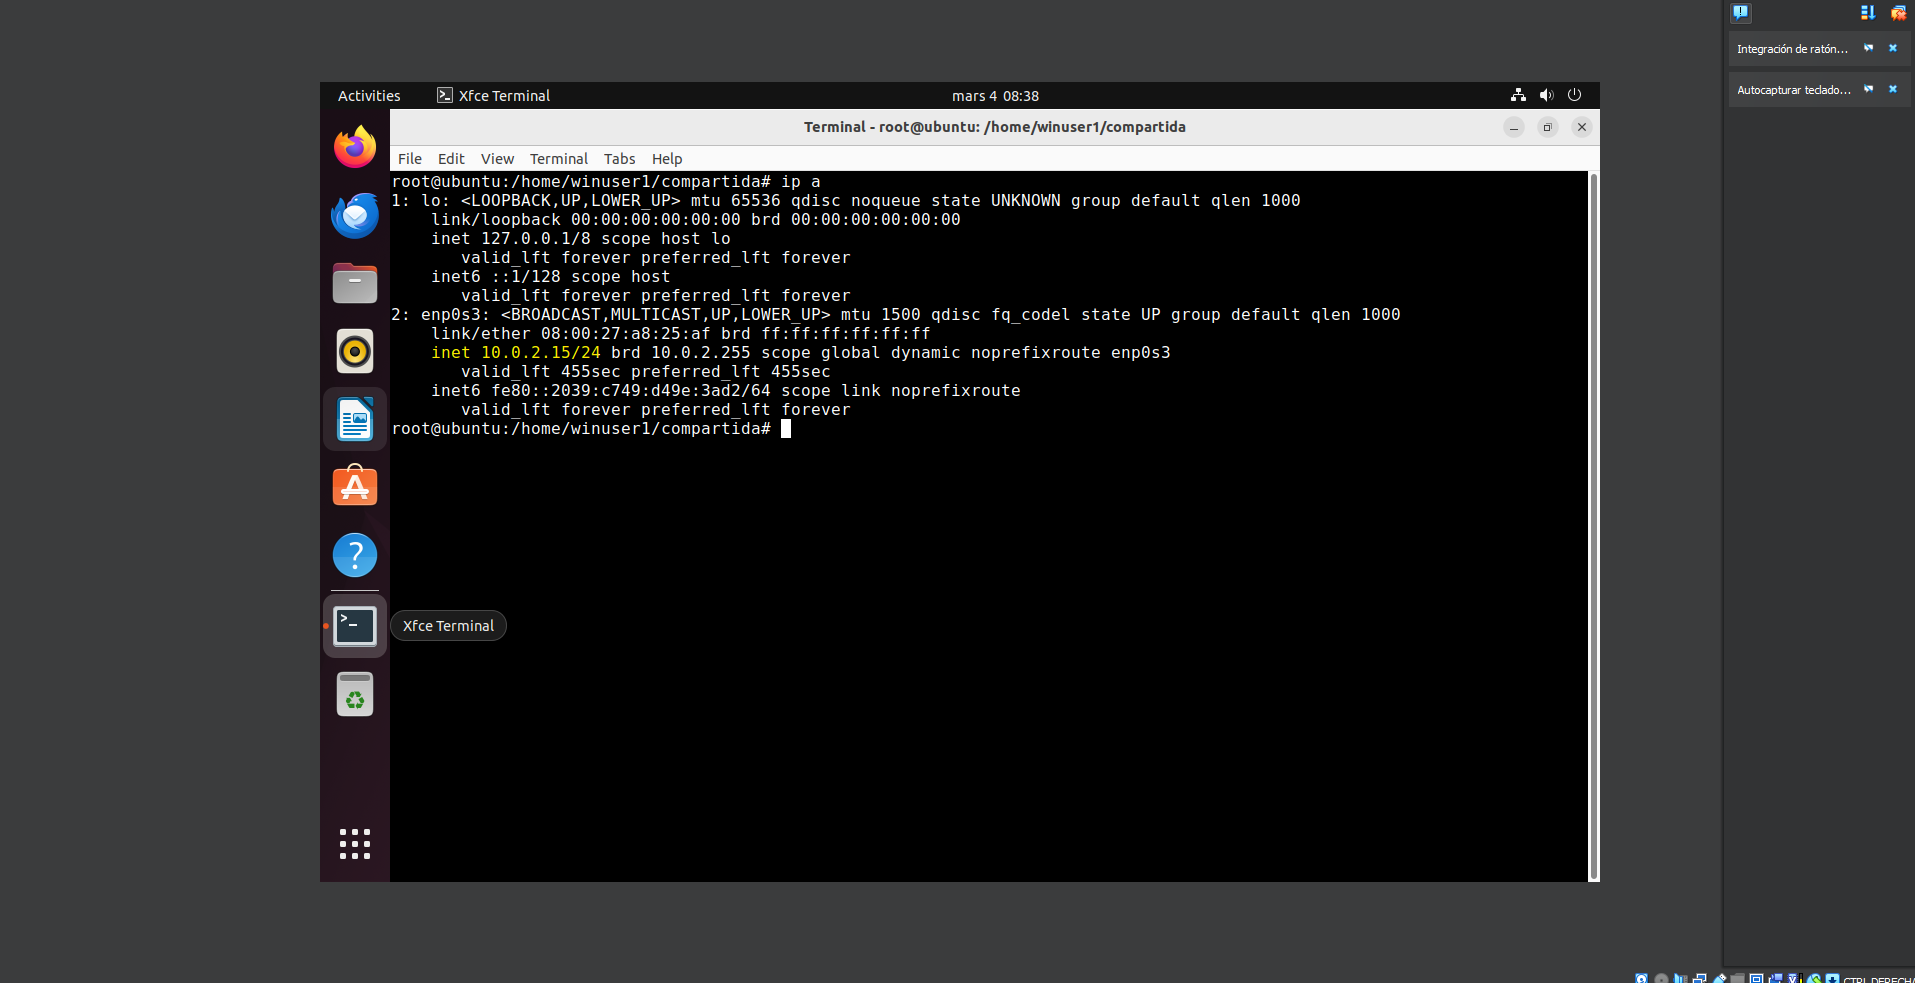 Integración de ratón...
Autocapturar teclado...
Activities
Xfce Terminal
mars 4 08:38
Terminal - root@ubuntu: /home/winuser1/compartida
File Edit View Terminal Tabs Help
root@ubuntu:/home/winuser1/compartida# ip a
1: lo: <LOOPBACK,UP,LOWER_UP> mtu 65536 qdisc noqueue state UNKNOWN group default qlen 1000
    link/loopback 00:00:00:00:00:00 brd 00:00:00:00:00:00
    inet 127.0.0.1/8 scope host lo
       valid_lft forever preferred_lft forever
    inet6 ::1/128 scope host
       valid_lft forever preferred_lft forever
2: enp0s3: <BROADCAST,MULTICAST,UP,LOWER_UP> mtu 1500 qdisc fq_codel state UP group default qlen 1000
    link/ether 08:00:27:a8:25:af brd ff:ff:ff:ff:ff:ff
    inet 10.0.2.15/24 brd 10.0.2.255 scope global dynamic noprefixroute enp0s3
       valid_lft 455sec preferred_lft 455sec
    inet6 fe80::2039:c749:d49e:3ad2/64 scope link noprefixroute
       valid_lft forever preferred_lft forever
root@ubuntu:/home/winuser1/compartida#
Xfce Terminal